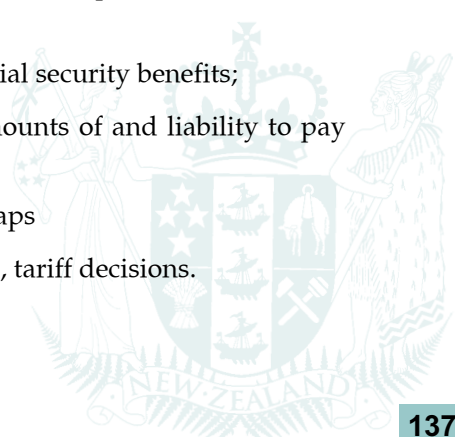 ial security benefits;
ounts of and liability to pay
aps
, tariff decisions.
NEW·ZEALAND
137